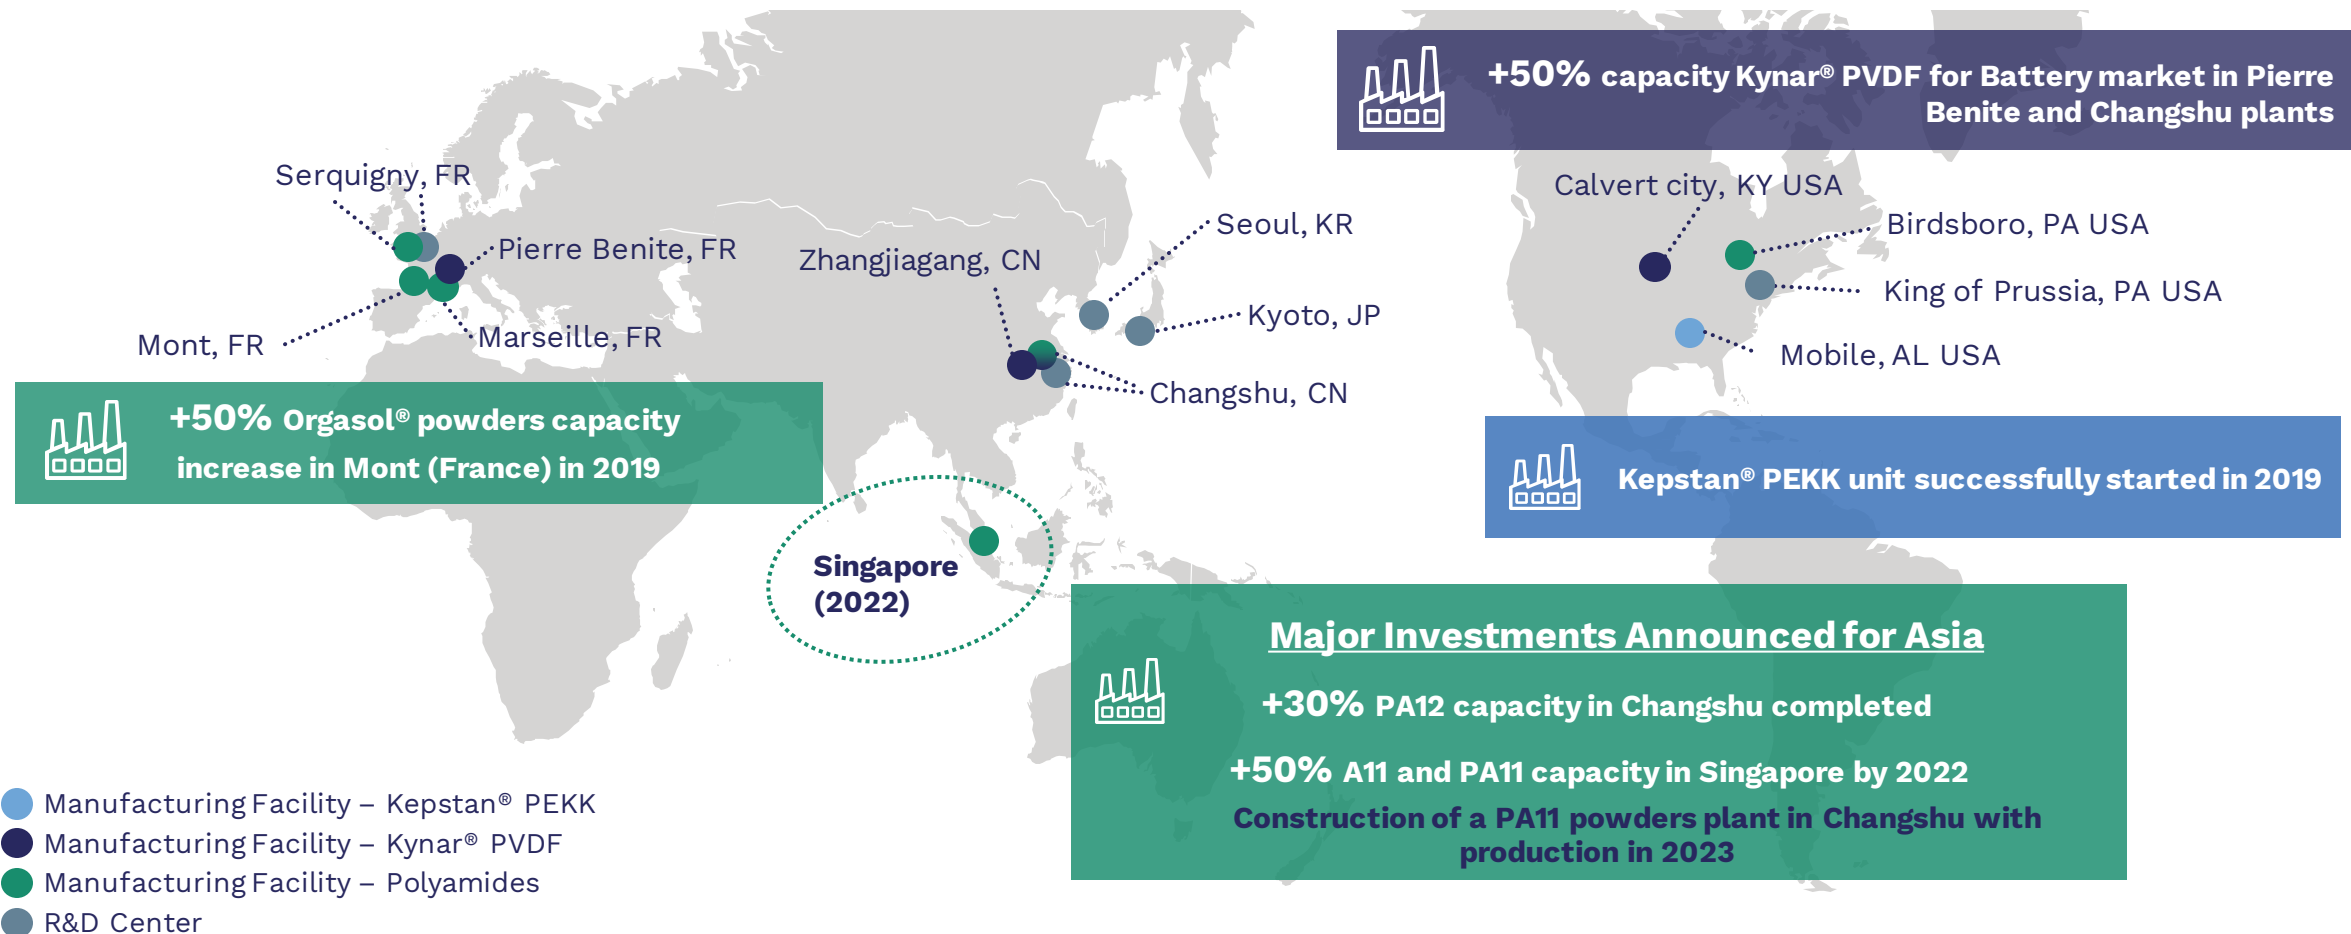 +50% capacity Kynar® PVDF for Battery market in Pierre
Benite and Changshu plants
Serquigny, FR
Calvert city, KY USA
Seoul, KR
Birdsboro, PA USA
Pierre Benite, FR
Zhangjiagang, CN
King of Prussia, PA USA
Kyoto, JP
Mont, FR
Marseille, FR
Mobile, AL USA
Changshu, CN
+50% Orgasol® powders capacity
increase in Mont (France) in 2019
Kepstan® PEKK unit successfully started in 2019
Singapore
(2022)
Major Investments Announced for Asia
+30% PA12 capacity in Changshu completed
+50% A11 and PA11 capacity in Singapore by 2022
Construction of a PA11 powders plant in Changshu with
production in 2023
Manufacturing Facility – Kepstan® PEKK
Manufacturing Facility – Kynar® PVDF
Manufacturing Facility – Polyamides
R&D Center